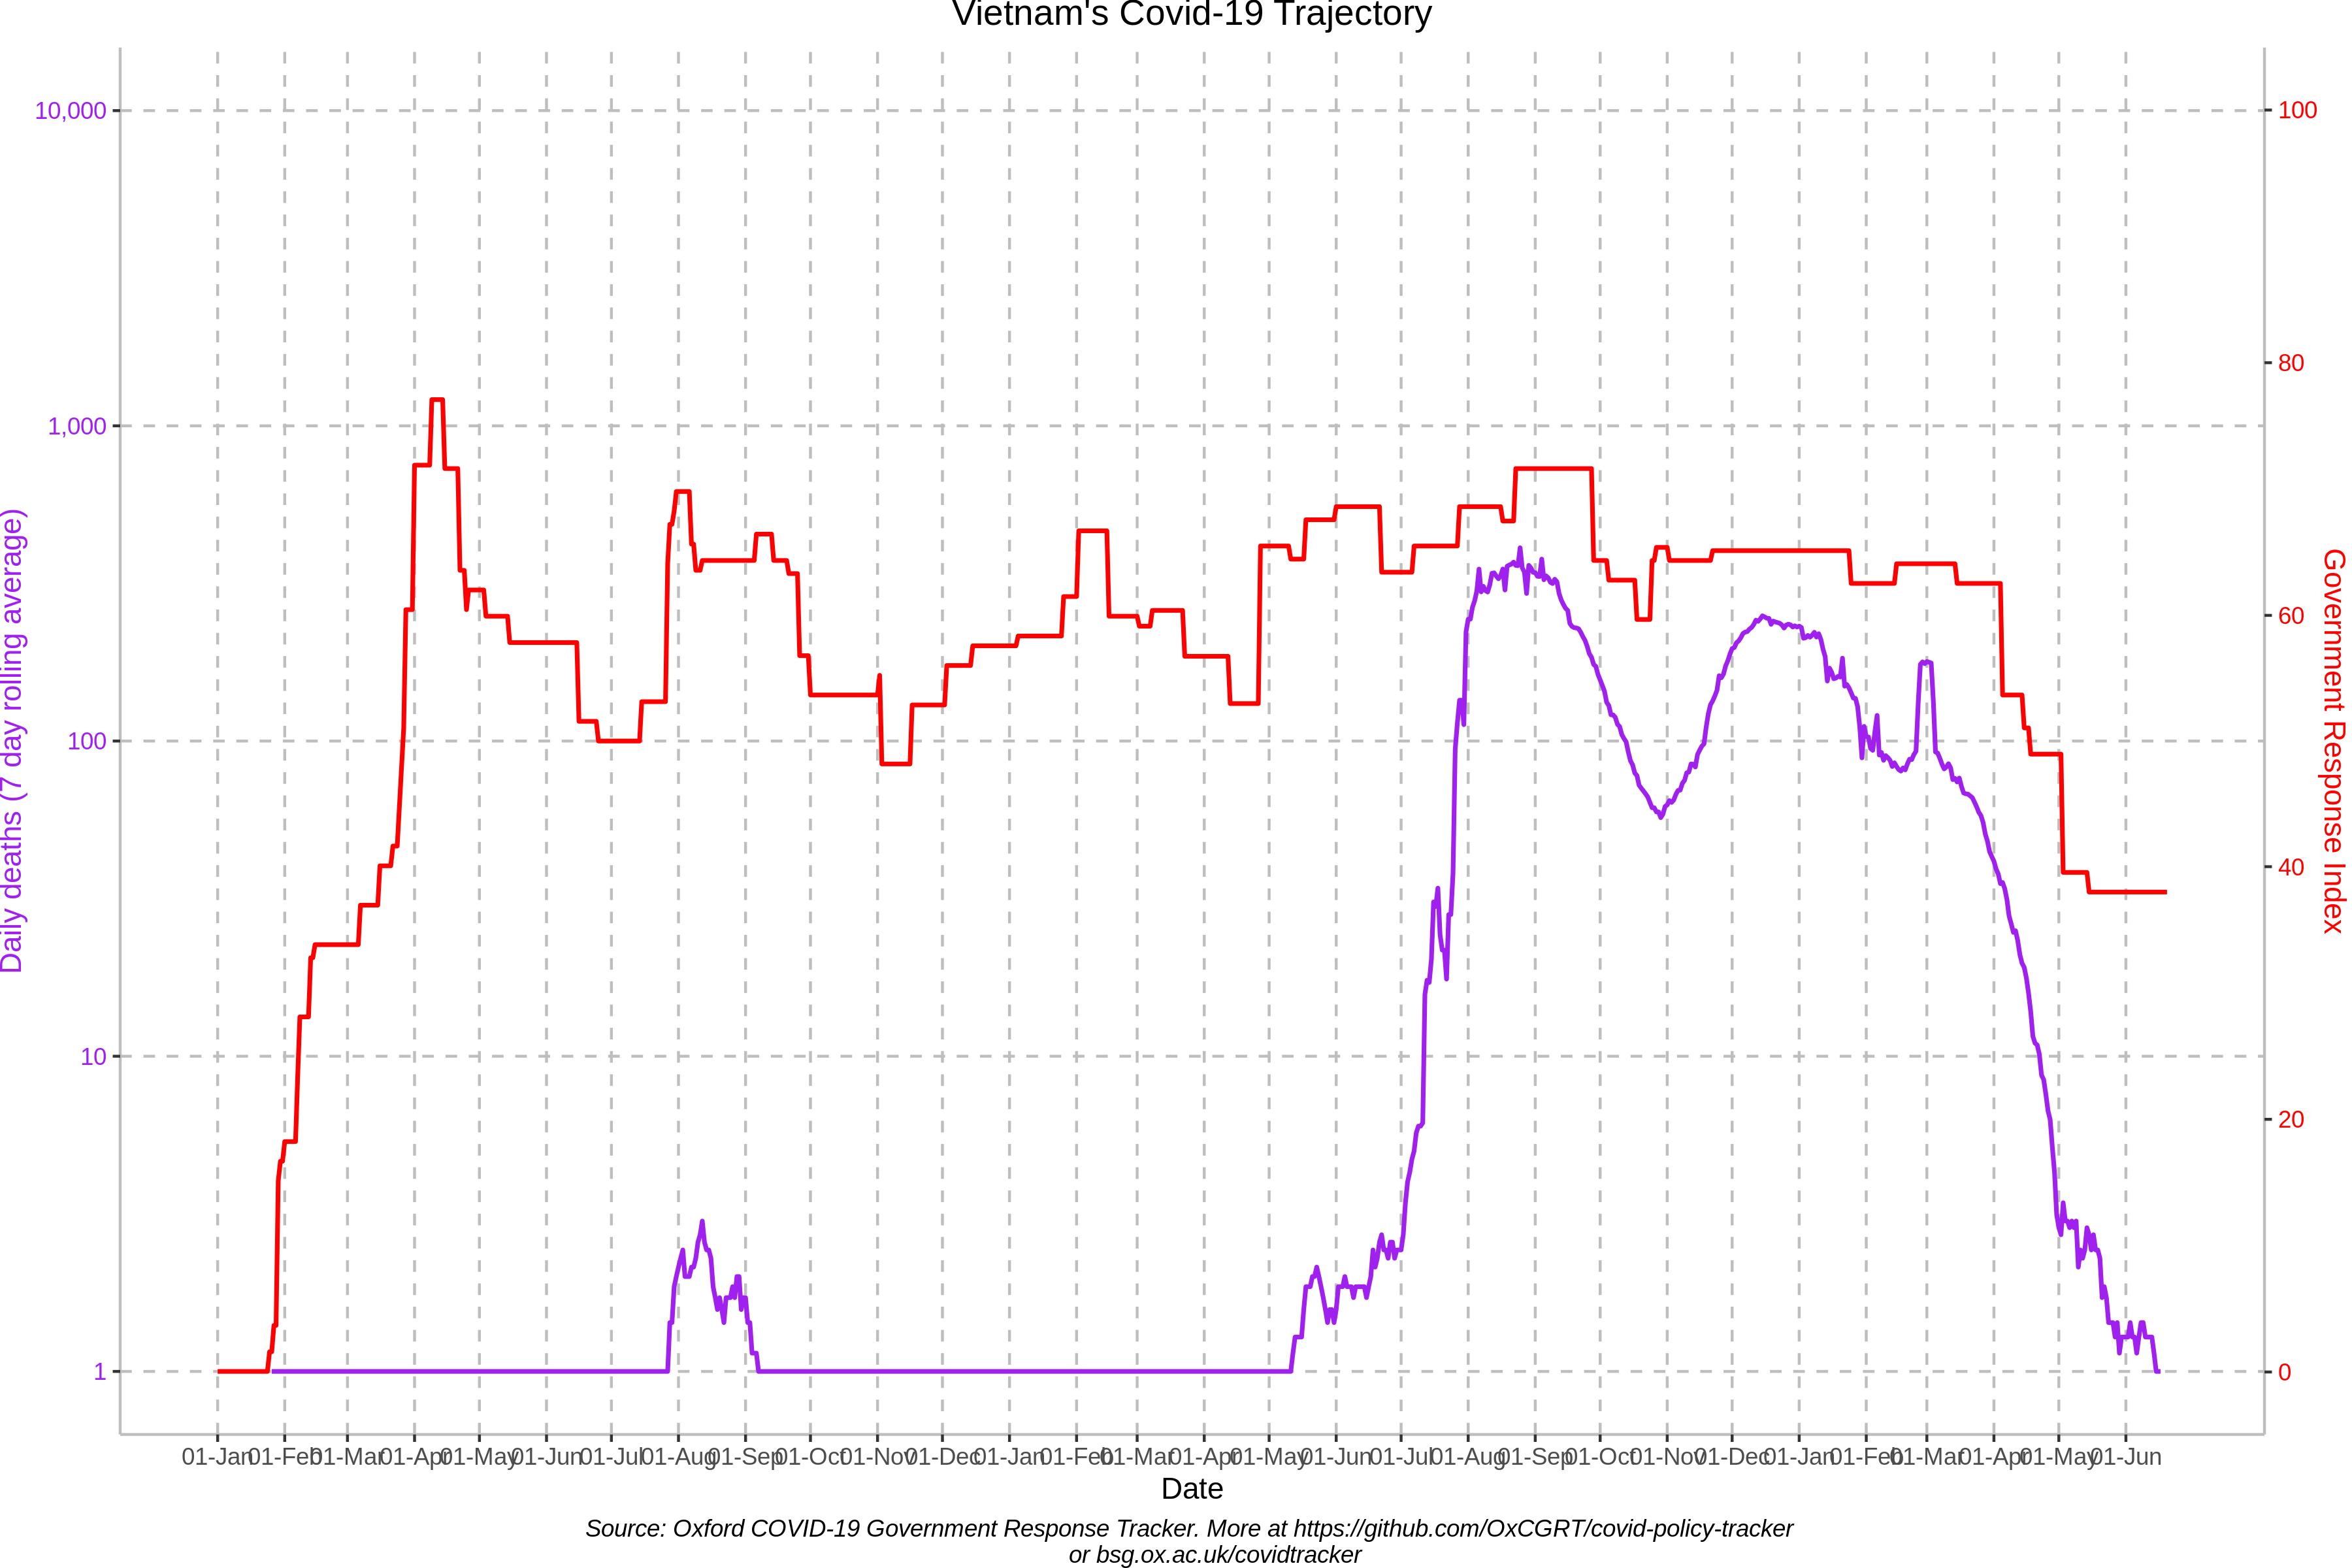 Vietnam's Covid-19 Trajectory
10,000
1,000
100
10
1
Daily deaths (7 day rolling average)
100
80
60
40
20
0
Government Response Index
01-Jan 01-Feb 01-Mar 01-Apr 01-May 01-Jun 01-Jul 01-Aug 01-Sep 01-Oct 01-Nov 01-Dec 01-Jan 01-Feb 01-Mar 01-Apr 01-May 01-Jun 01-Jul 01-Aug 01-Sep 01-Oct 01-Nov 01-Dec 01-Jan 01-Feb 01-Mar 01-Apr 01-May 01-Jun
Date
Source: Oxford COVID-19 Government Response Tracker. More at https://github.com/OxCGRT/covid-policy-tracker
or bsg.ox.ac.uk/covidtracker